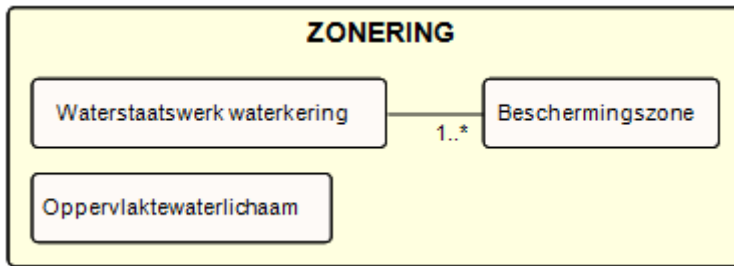 ZONERING
Waterstaatswerk waterkering
Beschermingszone
1..*
Oppervlaktewaterlichaam